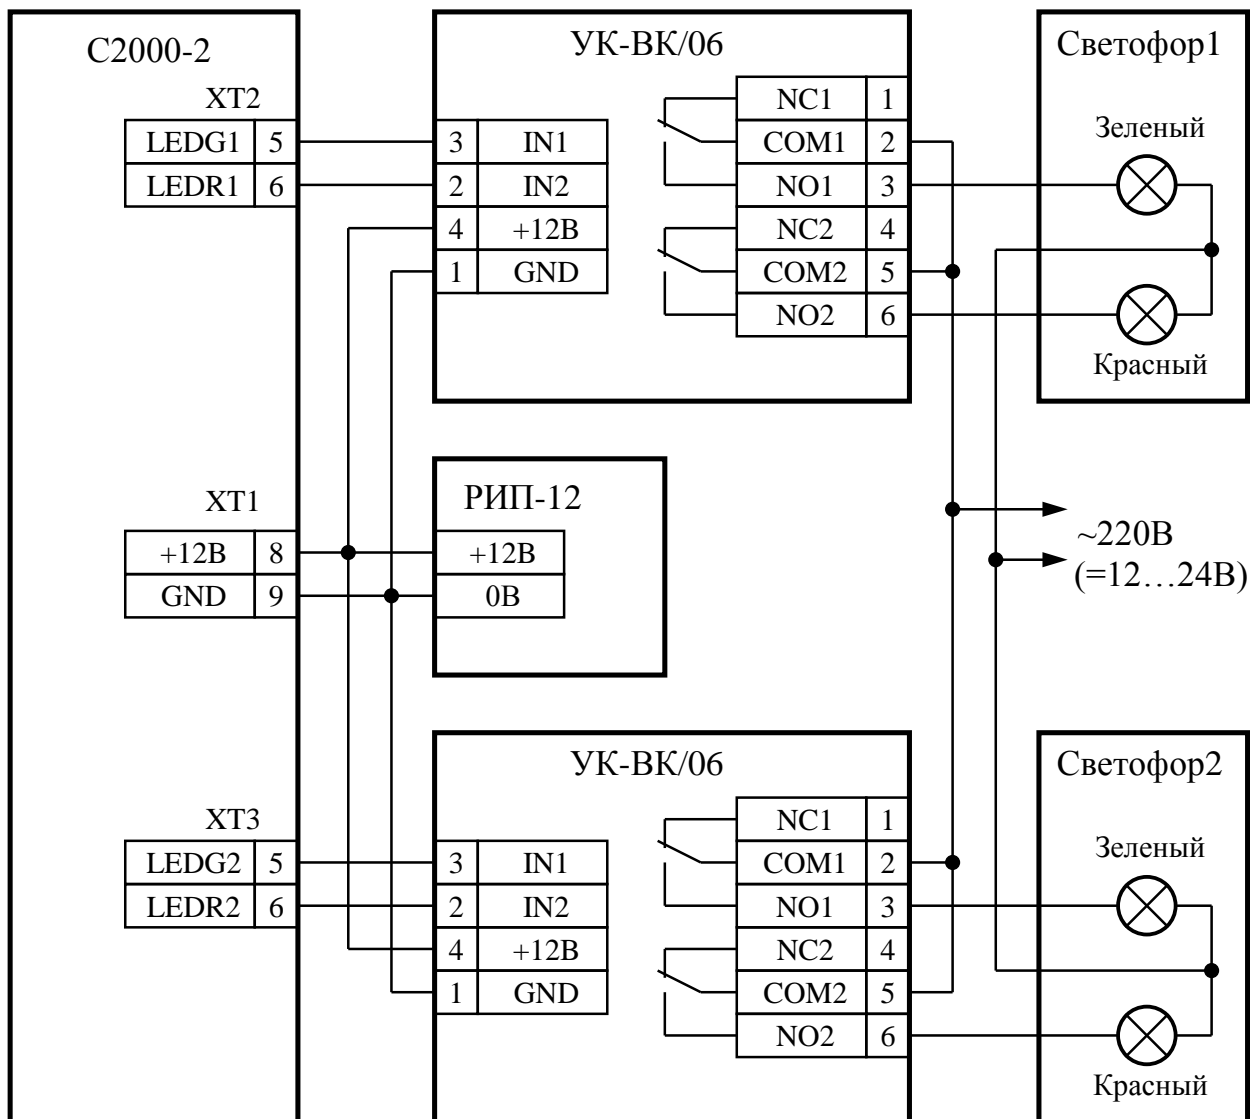 С2000-2
XT2
LEDG1 5
LEDR1 6
XT1
+12В 8
GND 9
XT3
LEDG2 5
LEDR2 6
УК-ВК/06
3 IN1
2 IN2
4 +12В
1 GND
NC1 1
COM1 2
NO1 3
NC2 4
COM2 5
NO2 6
Светофор1
Зеленый
Красный
РИП-12
+12В
0В
~220В
(=12…24В)
УК-ВК/06
3 IN1
2 IN2
4 +12В
1 GND
NC1 1
COM1 2
NO1 3
NC2 4
COM2 5
NO2 6
Светофор2
Зеленый
Красный